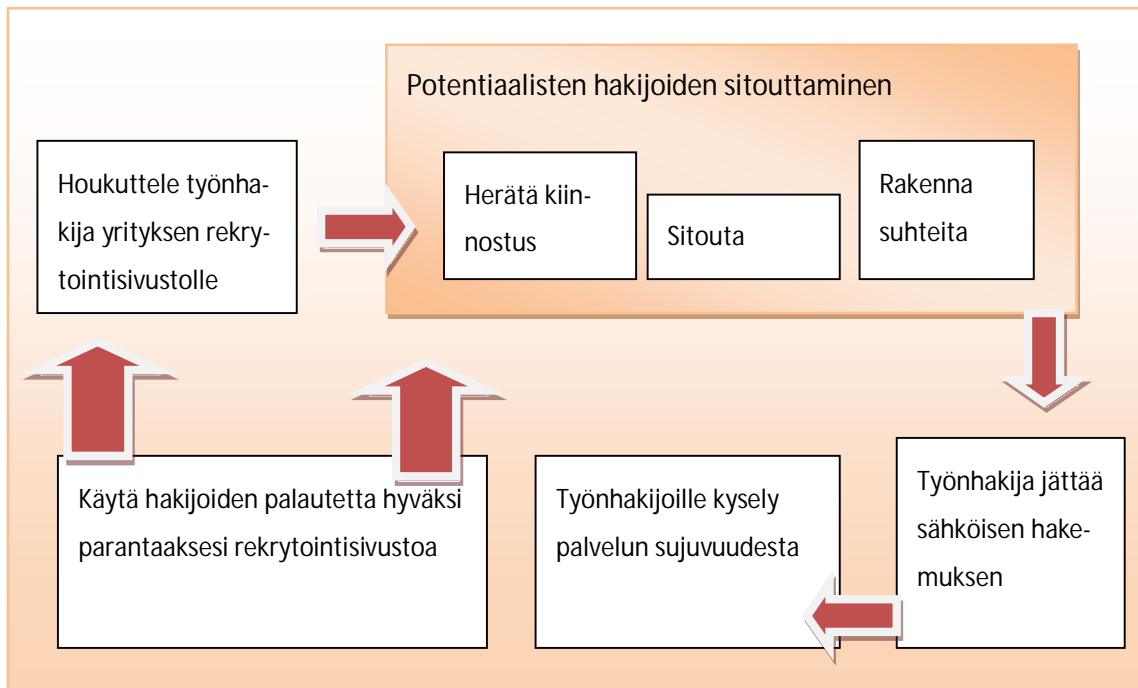 Potentiaalisten hakijoiden sitouttaminen
Houkuttele työnha-
kija yrityksen rekry-
tointisivustolle
Herätä kiin-
nostus
Sitouta
Rakenna
suhteita
Työnhakija jättää
sähköisen hake-
muksen
Työnhakijoille kysely
palvelun sujuvuudesta
Käytä hakijoiden palautetta hyväksi
parantaaksesi rekrytointisivustoa